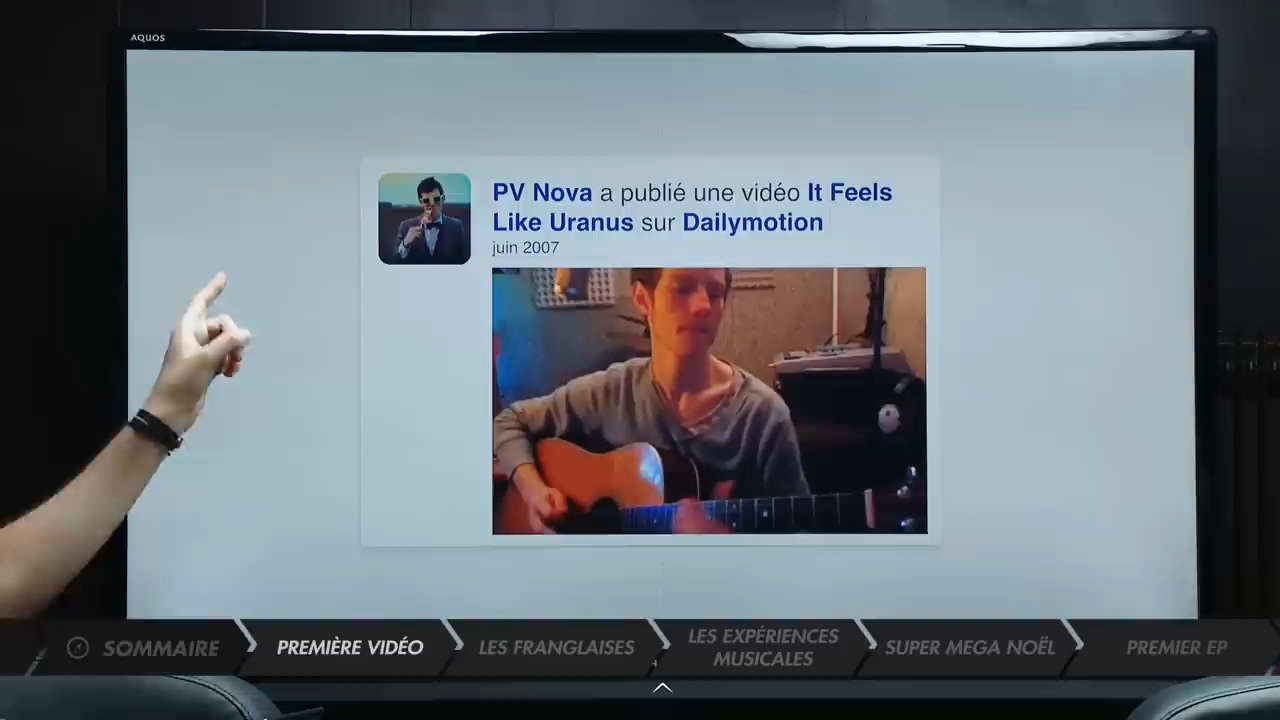 AQUOS
PV Nova a publié une vidéo It Feels
Like Uranus sur Dailymotion
juin 2007
SOMMAIRE
PREMIÈRE VIDÉO
LES FRANGLAISES
LES EXPÉRIENCES
MUSICALES
SUPER MEGA NOËL
PREMIER EP